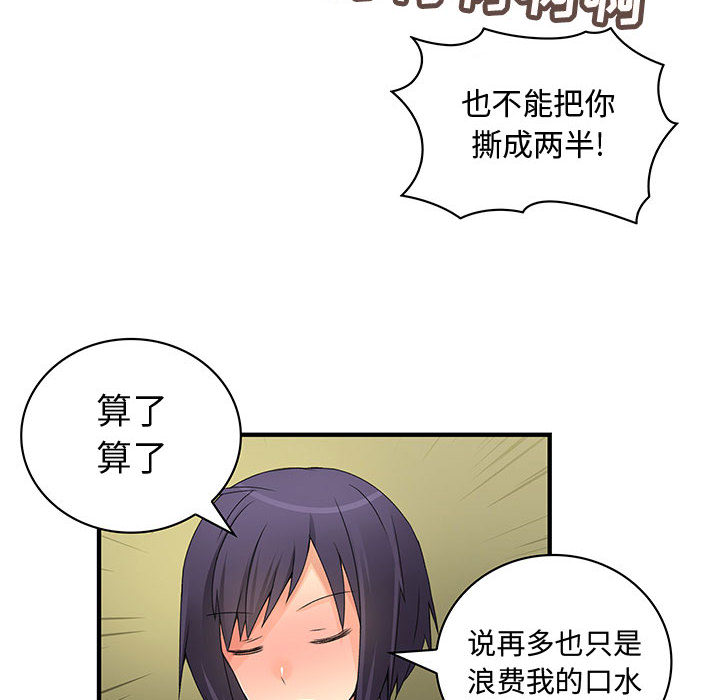 也不能把你
撕成两半!
算了
算了
说再多也只是
浪费我的口水